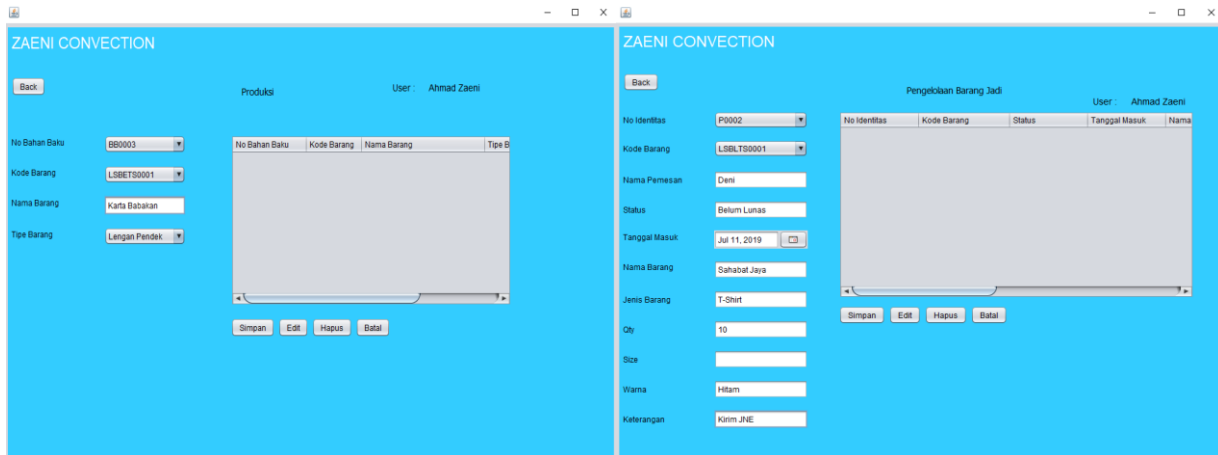 ZAENI CONVECTION
Back
Produksi
User : Ahmad Zaeni
No Bahan Baku BB0003
Kode Barang LSBETS0001
Nama Barang Karta Babakan
Tipe Barang Lengan Pendek
No Bahan Baku Kode Barang Nama Barang Tipe B
Simpan Edit Hapus Batal
ZAENI CONVECTION
Back
Pengelolaan Barang Jadi
User : Ahmad Zaeni
No Identitas P0002
Kode Barang LSBLTS0001
Nama Pemesan Deni
Status Belum Lunas
Tanggal Masuk Jul 11, 2019
Nama Barang Sahabat Jaya
Jenis Barang T-Shirt
Qty 10
Size
Warna Hitam
Keterangan Kirim JNE
No Identitas Kode Barang Status Tanggal Masuk Nama
Simpan Edit Hapus Batal